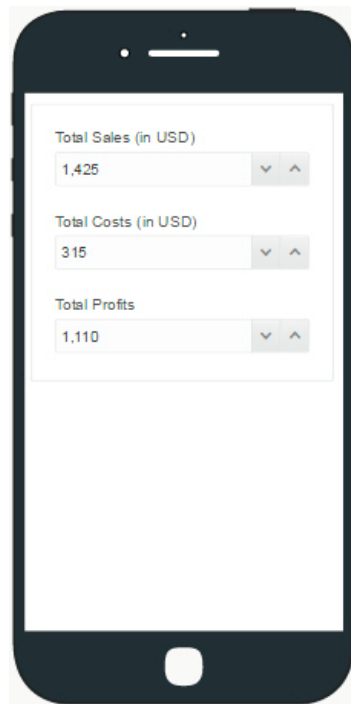 Total Sales (in USD)
1,425
Total Costs (in USD)
315
Total Profits
1,110